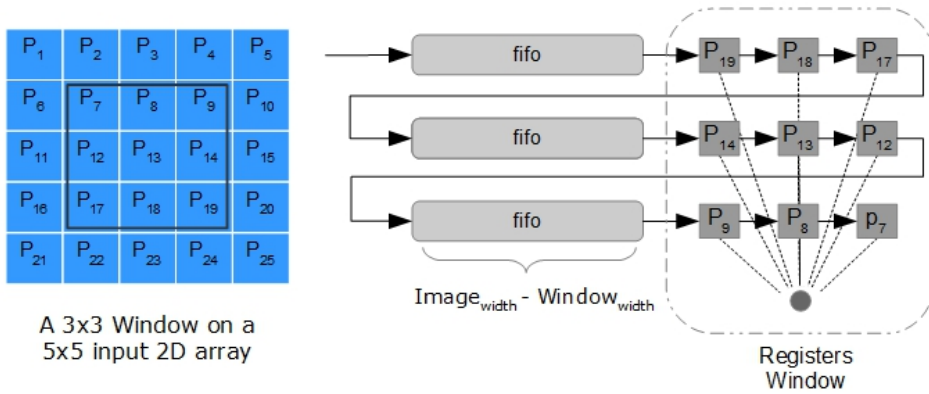 P1 P2 P3 P4 P5
P6 P7 P8 P9 P10
P11 P12 P13 P14 P15
P16 P17 P18 P19 P20
P21 P22 P23 P24 P25
A 3x3 Window on a
5x5 input 2D array
fifo P19 P18 P17
fifo P14 P13 P12
fifo P9 P8 p7
Imagewidth - Windowwidth
Registers
Window